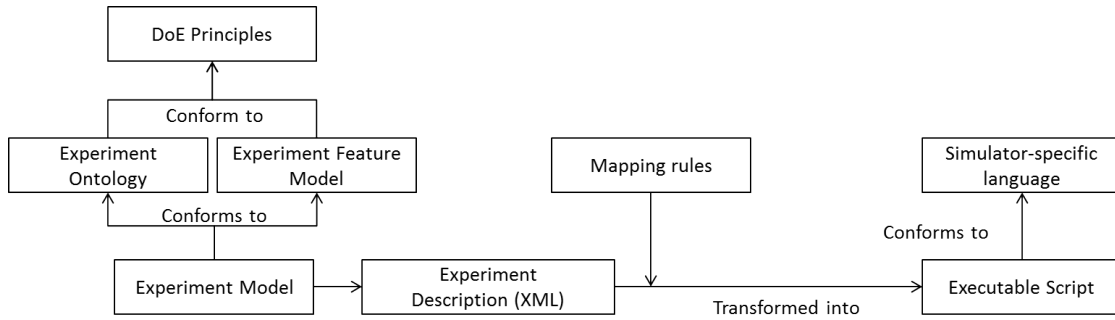 DoE Principles
Conform to
Experiment
Ontology
Experiment Feature
Model
Mapping rules
Simulator-specific
language
Conforms to
Conforms to
Experiment Model
Experiment
Description (XML)
Transformed into
Executable Script